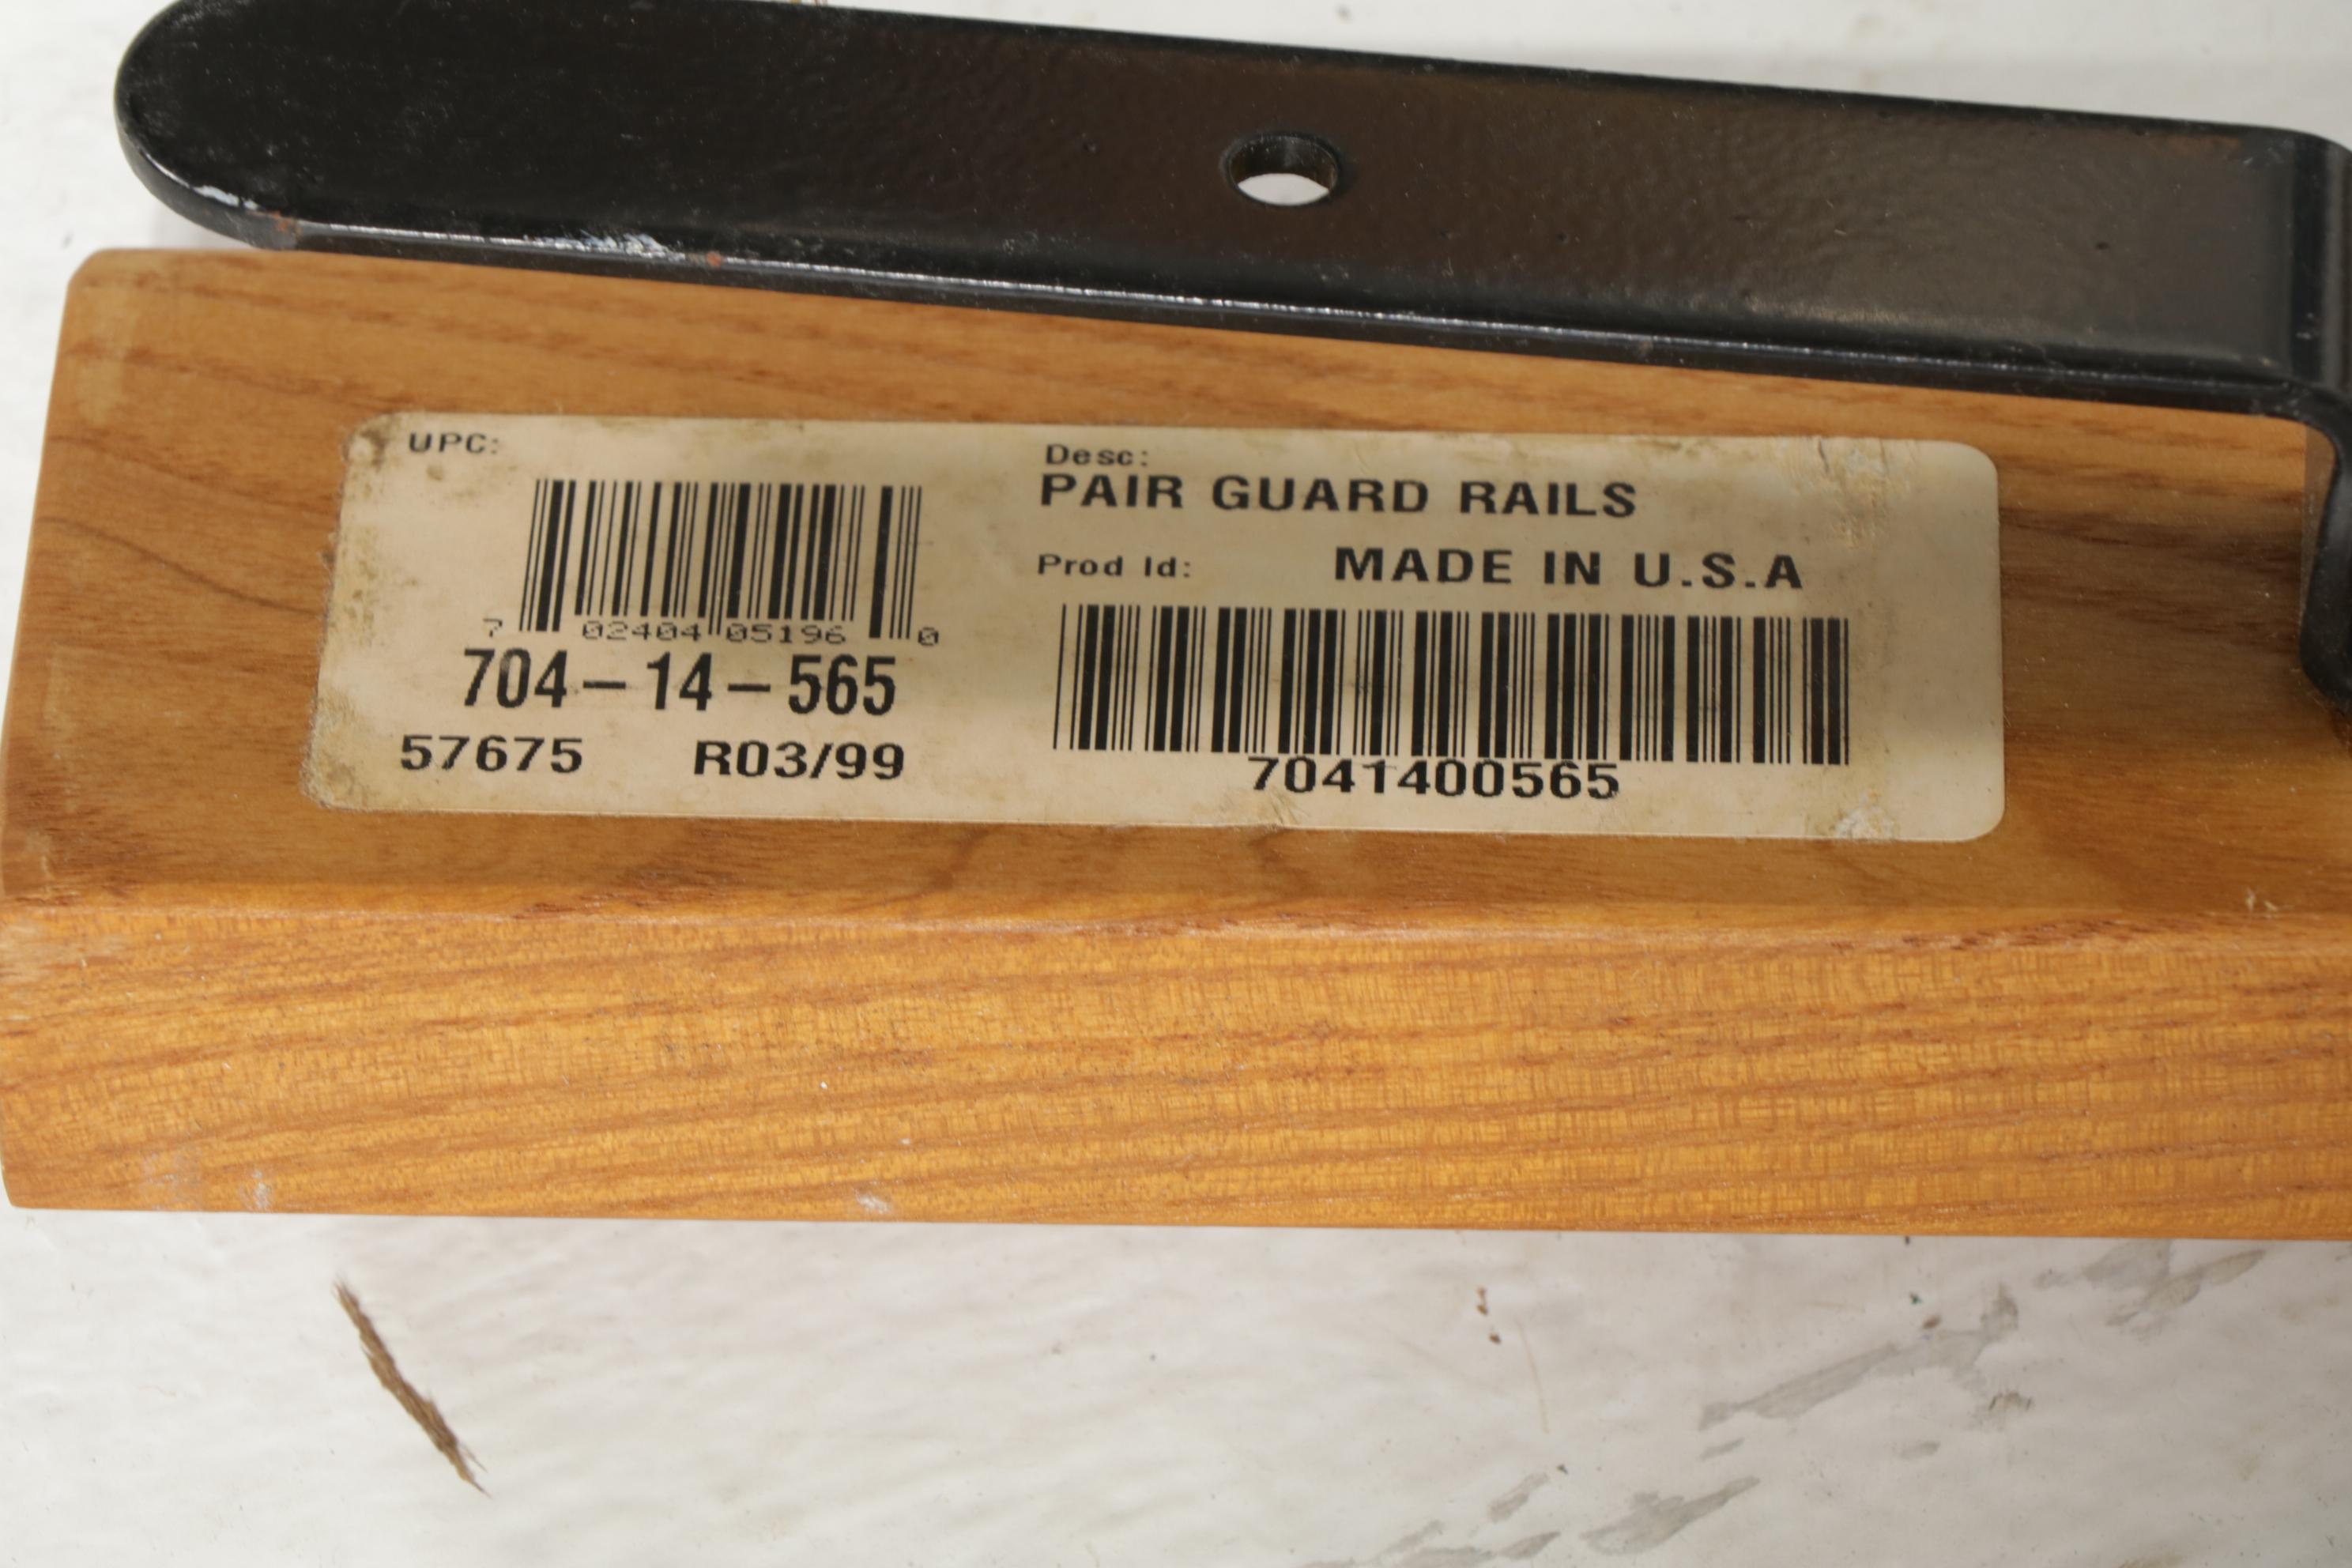 UPC:
7 02404 05196 0
704-14-565
57675 R03/99
Desc:
PAIR GUARD RAILS
Prod Id: MADE IN U.S.A
7041400565